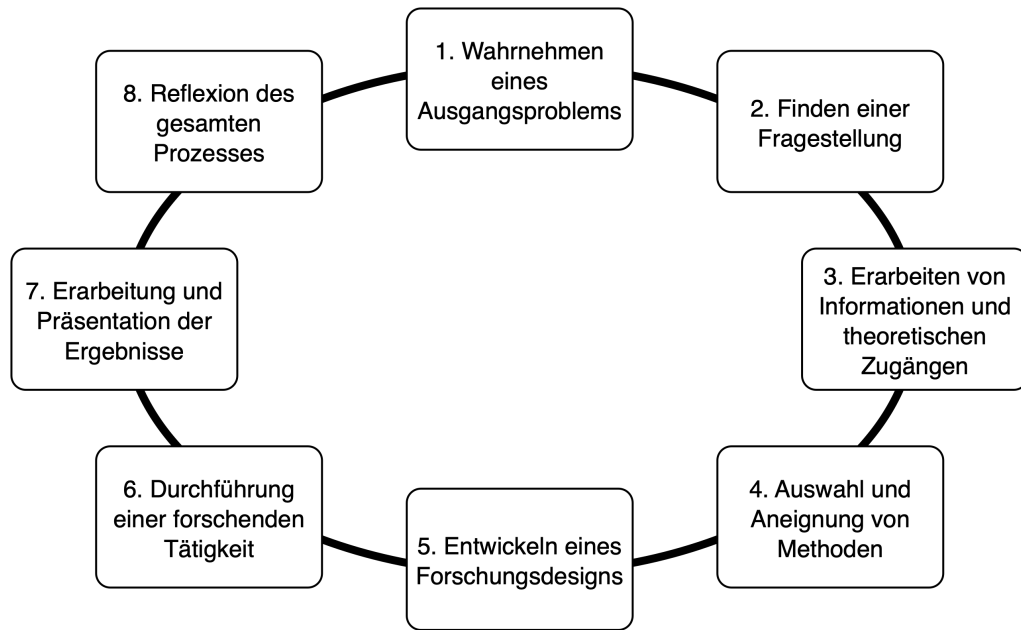 1. Wahrnehmen
eines
Ausgangsproblems
2. Finden einer
Fragestellung
3. Erarbeiten von
Informationen und
theoretischen
Zugängen
4. Auswahl und
Aneignung von
Methoden
5. Entwickeln eines
Forschungsdesigns
6. Durchführung
einer forschenden
Tätigkeit
7. Erarbeitung und
Präsentation der
Ergebnisse
8. Reflexion des
gesamten
Prozesses